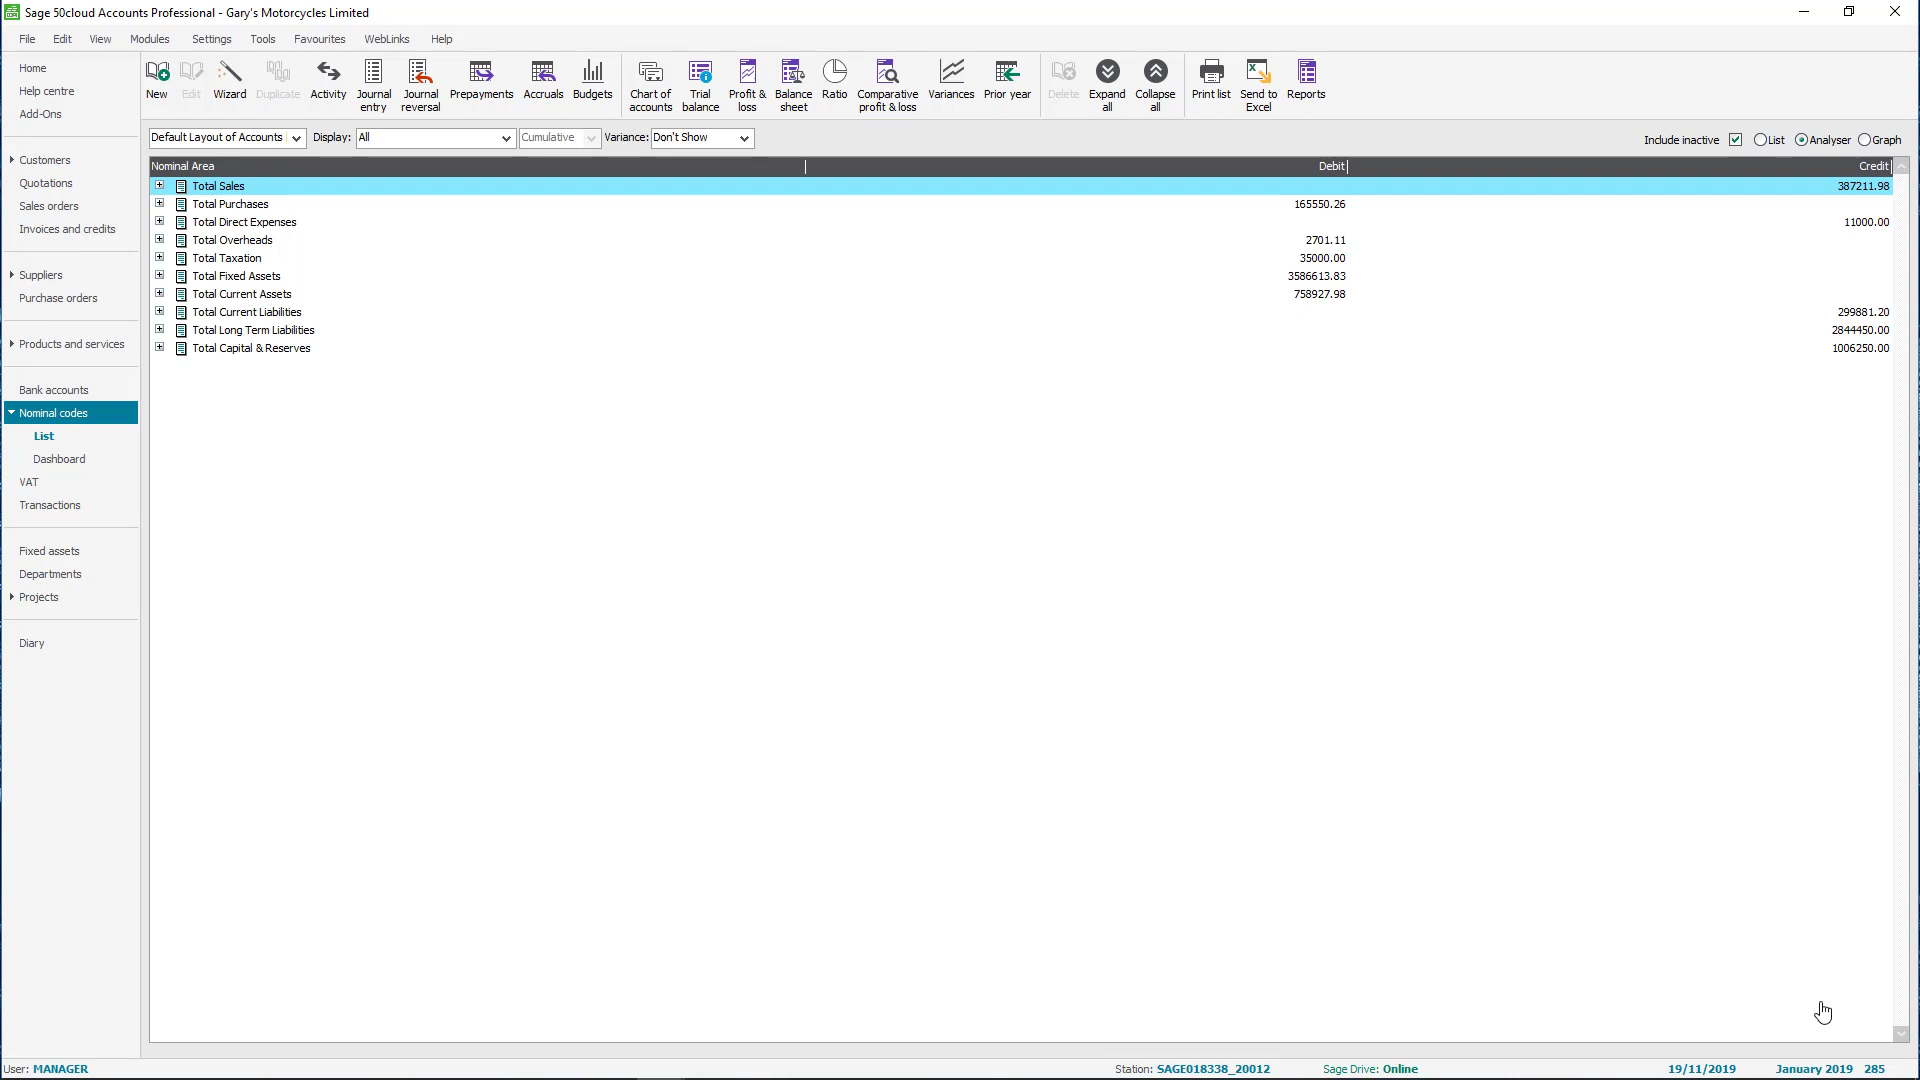 Sage 50cloud Accounts Professional - Gary's Motorcycles Limited
File Edit View Modules Settings Tools Favourites WebLinks Help
Home
Help centre
Add-Ons
Customers
Quotations
Sales orders
Invoices and credits
Suppliers
Purchase orders
Products and services
Bank accounts
Nominal codes
List
Dashboard
VAT
Transactions
Fixed assets
Departments
Projects
Diary
New Edit Wizard Duplicate Activity Journal entry Journal reversal Prepayments Accruals Budgets Chart of accounts Trial balance Profit & loss Balance sheet Ratio Comparative profit & loss Variances Prior year Delete Expand all Collapse all Print list Send to Excel Reports
Default Layout of Accounts Display: All Cumulative Variance: Don't Show Include inactive List Analyser Graph
Nominal Area Debit Credit
Total Sales 387211.98
Total Purchases 165550.26
Total Direct Expenses 11000.00
Total Overheads 2701.11
Total Taxation 35000.00
Total Fixed Assets 3586613.83
Total Current Assets 758927.98
Total Current Liabilities 299881.20
Total Long Term Liabilities 2844450.00
Total Capital & Reserves 1006250.00
User: MANAGER Station: SAGE018338_20012 Sage Drive: Online 19/11/2019 January 2019 285